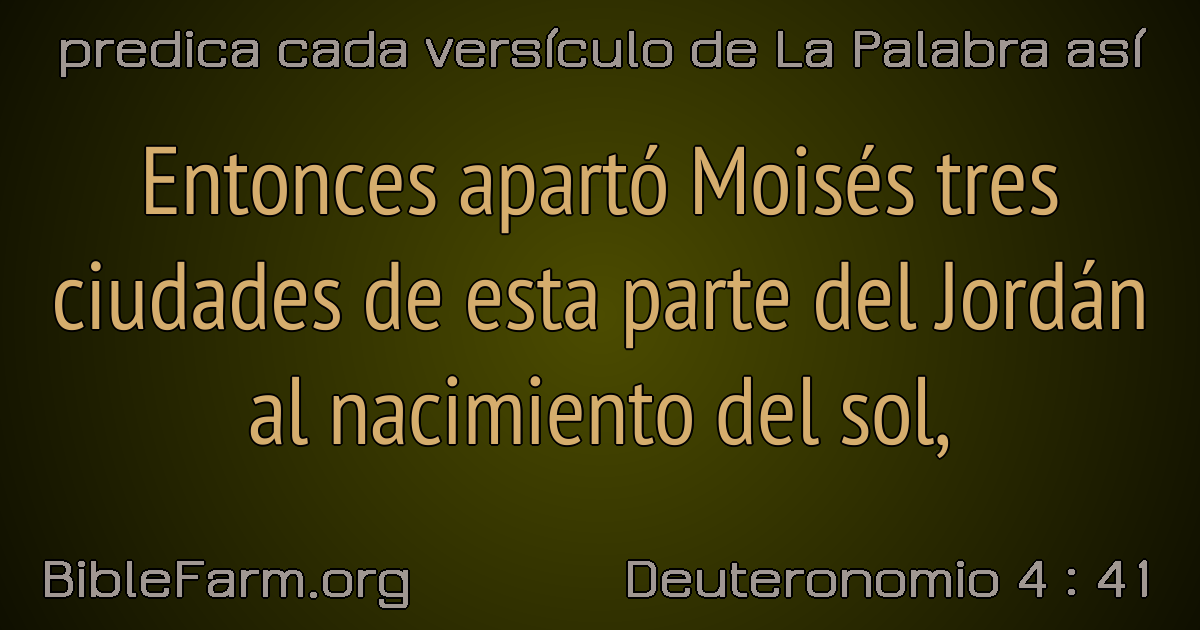 predica cada versículo de La Palabra así
Entonces apartó Moisés tres
ciudades de esta parte del Jordán
al nacimiento del sol,
BibleFarm.org
Deuteronomio 4 : 41